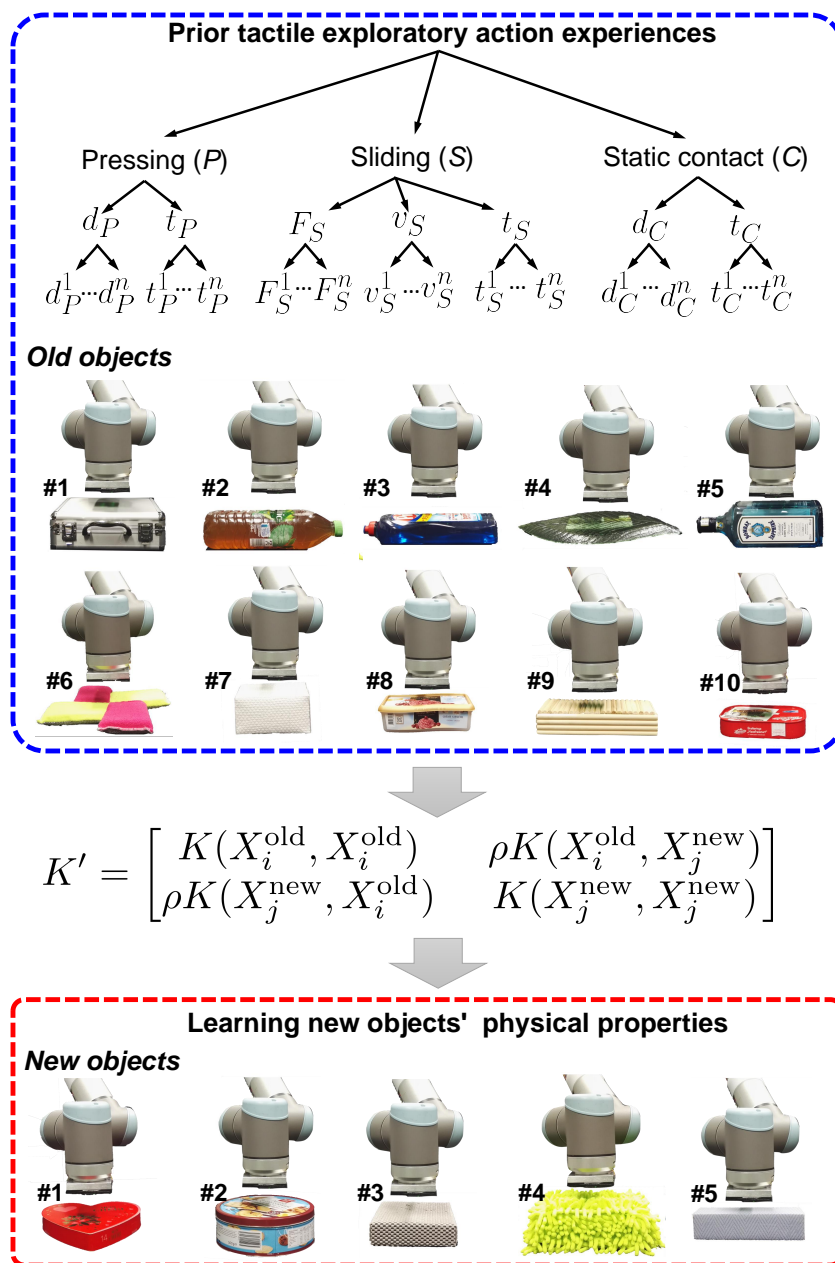 Prior tactile exploratory action experiences
Pressing (P) Sliding (S) Static contact (C)
d_P t_P F_S v_S t_S d_C t_C
d_P^1...d_P^n t_P^1...t_P^n F_S^1...F_S^n v_S^1...v_S^n t_S^1...t_S^n d_C^1...d_C^n t_C^1...t_C^n
Old objects
#1 #2 #3 #4 #5
#6 #7 #8 #9 #10
K' = [ K(X_i^old, X_i^old) ρK(X_i^old, X_j^new)
ρK(X_j^new, X_i^old) K(X_j^new, X_j^new) ]
Learning new objects' physical properties
New objects
#1 #2 #3 #4 #5